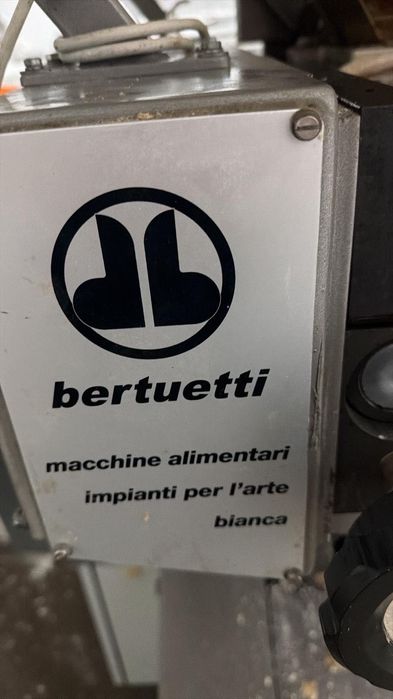 bertuetti
macchine alimentari
impianti per l'arte
bianca